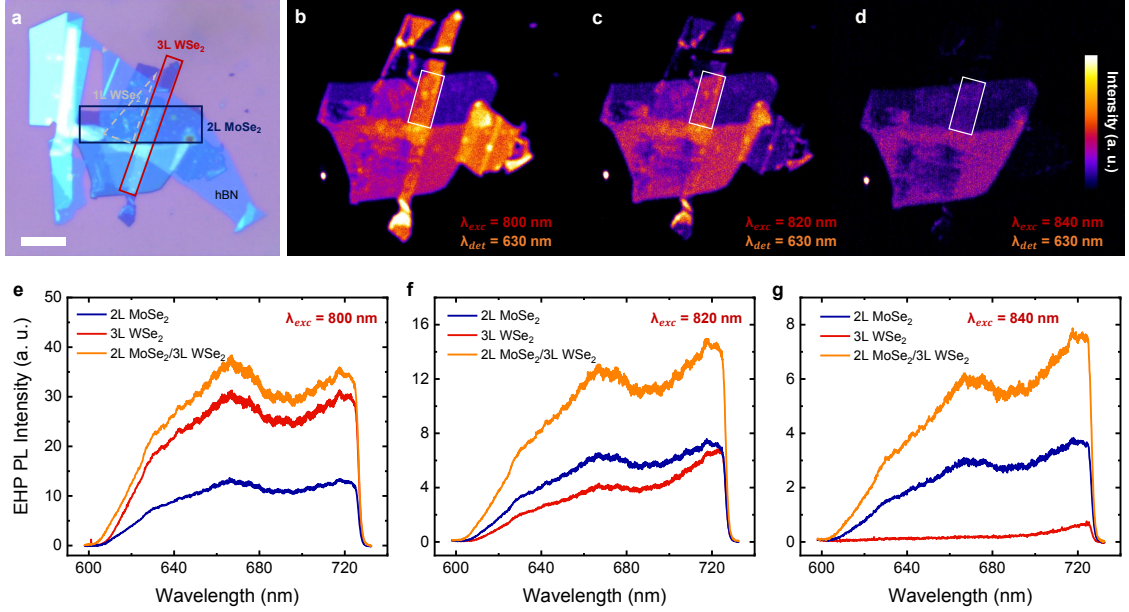 a
3L WSe₂
1L WSe₂
2L MoSe₂
hBN
b
λexc = 800 nm
λdet = 630 nm
c
λexc = 820 nm
λdet = 630 nm
d
Intensity (a. u.)
λexc = 840 nm
λdet = 630 nm
e
EHP PL Intensity (a. u.)
50
40
30
20
10
0
2L MoSe₂
3L WSe₂
2L MoSe₂/3L WSe₂
λexc = 800 nm
600
640
680
720
Wavelength (nm)
f
16
12
8
4
0
2L MoSe₂
3L WSe₂
2L MoSe₂/3L WSe₂
λexc = 820 nm
600
640
680
720
Wavelength (nm)
g
8
6
4
2
0
2L MoSe₂
3L WSe₂
2L MoSe₂/3L WSe₂
λexc = 840 nm
600
640
680
720
Wavelength (nm)